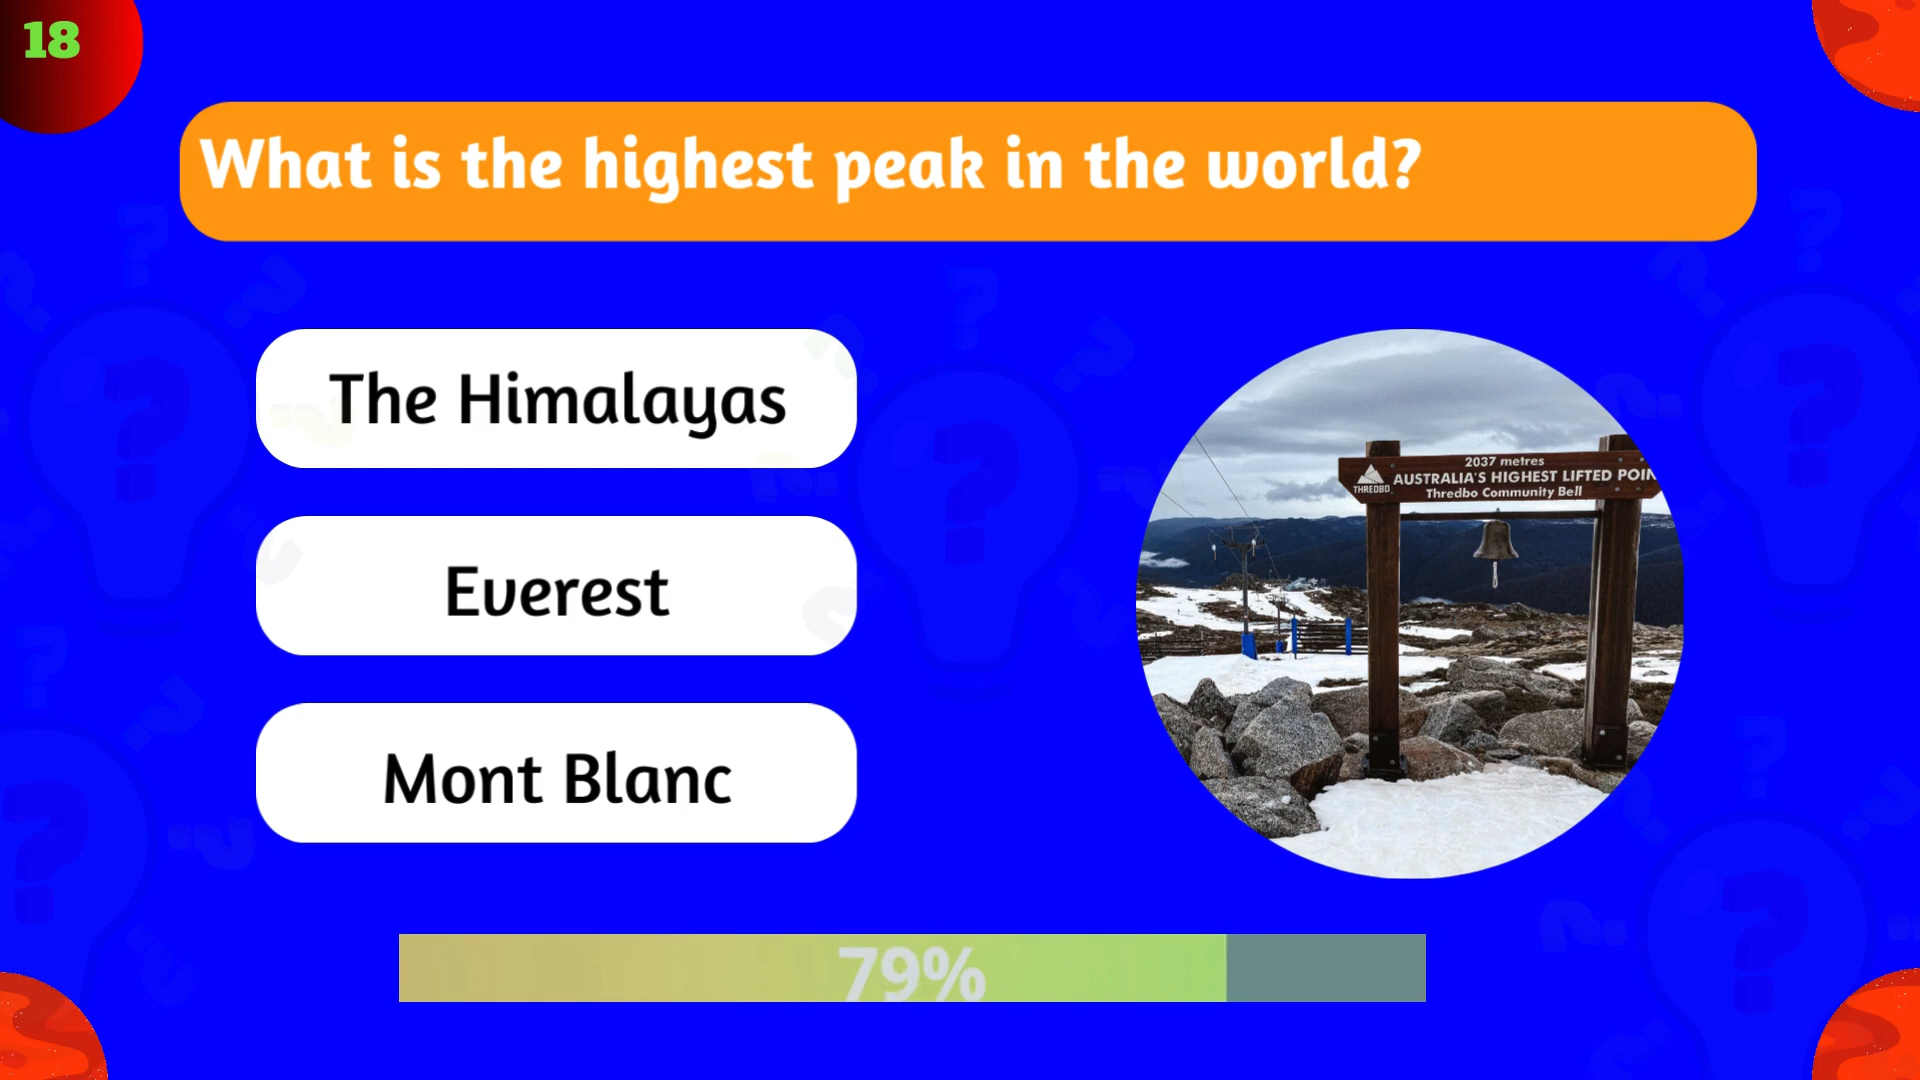 18
What is the highest peak in the world?
The Himalayas
Everest
Mont Blanc
2037 metres
THREDBO
AUSTRALIA'S HIGHEST LIFTED POIN
Thredbo Community Bell
79%